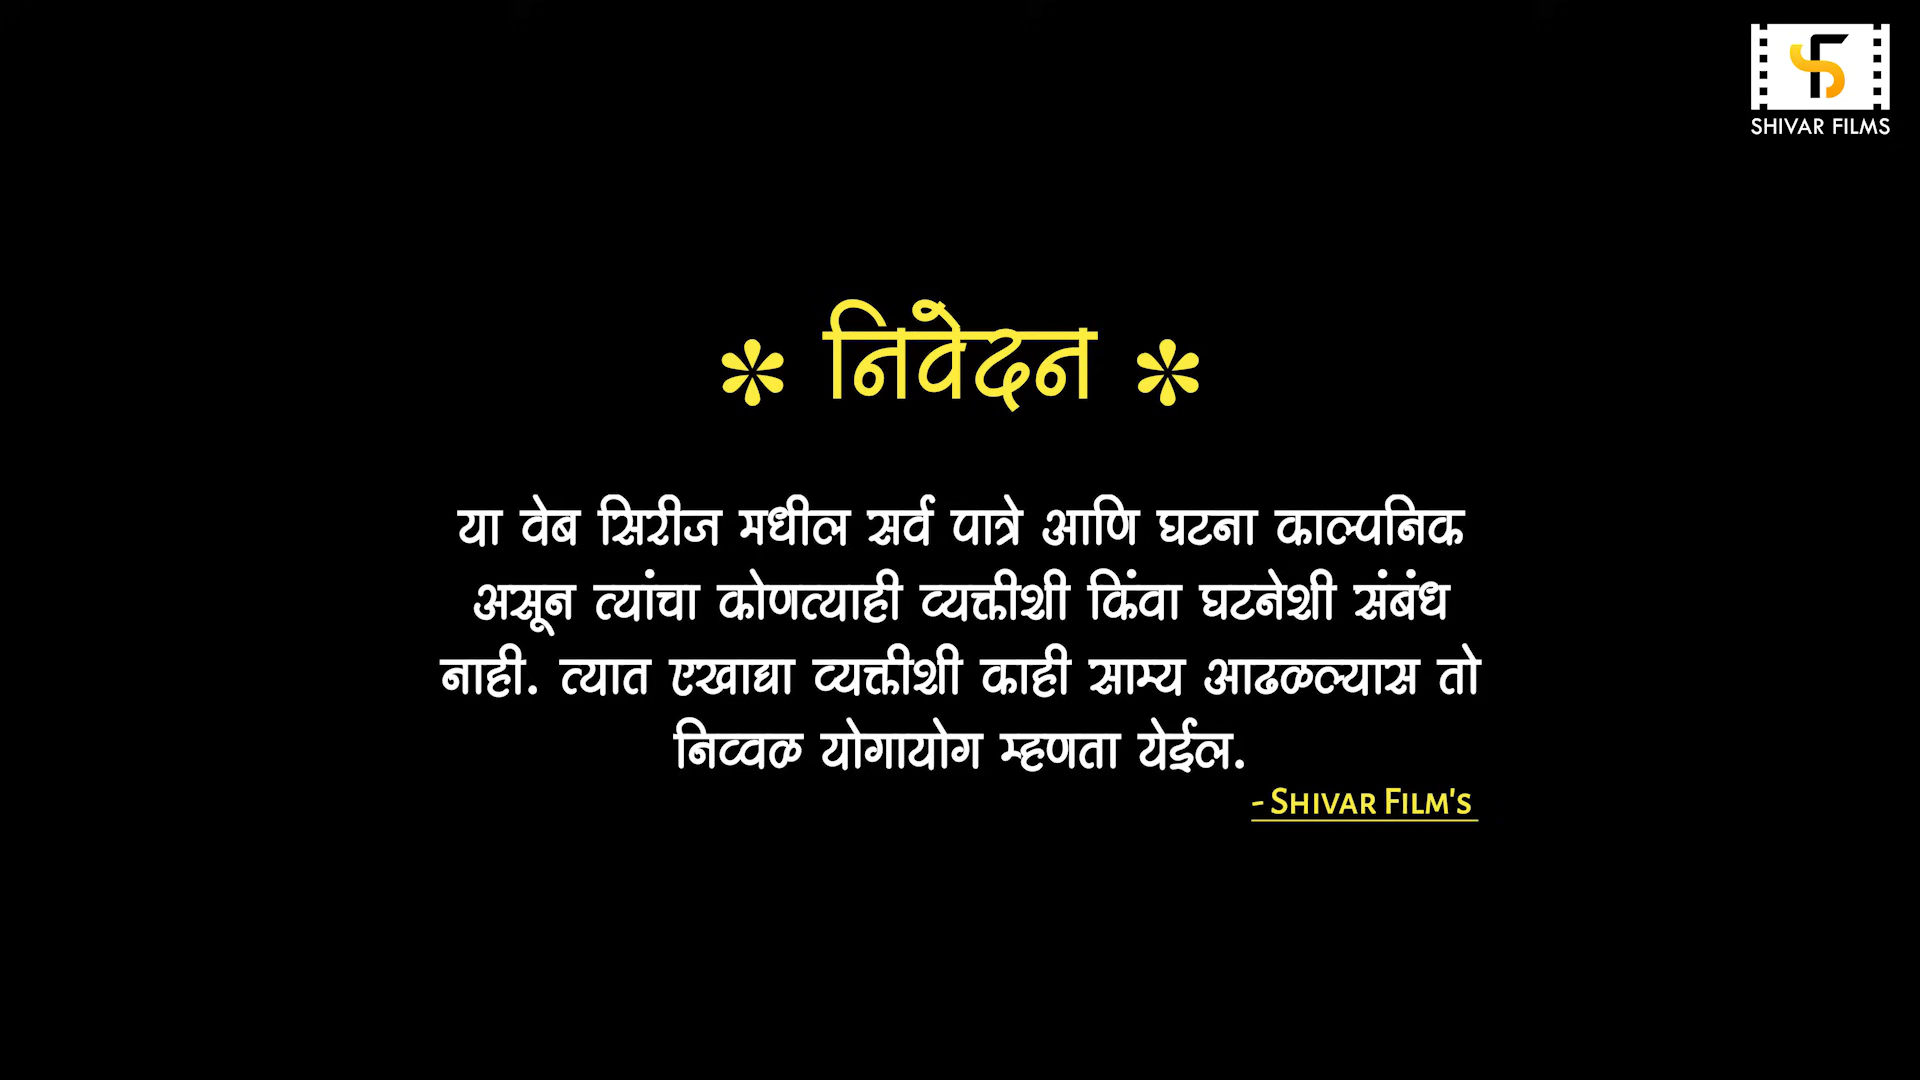 SHIVAR FILMS
* निवेदन *
या वेब सिरीज मधील सर्व पात्रे आणि घटना काल्पनिक
असून त्यांचा कोणत्याही व्यक्तीशी किंवा घटनेशी संबंध
नाही. त्यात एखाद्या व्यक्तीशी काही साम्य आढळल्यास तो
निव्वळ योगायोग म्हणता येईल.
- SHIVAR FILM'S